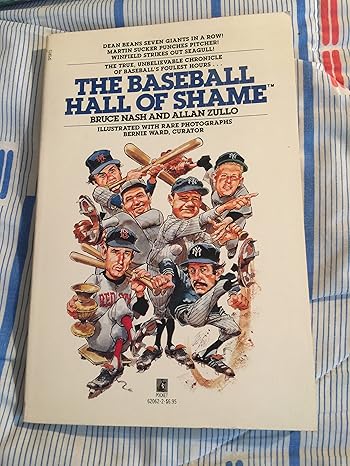 DEAN BEANS SEVEN GIANTS IN A ROW!
MARTIN SUCKER PUNCHES PITCHER!
WINFIELD STRIKES OUT SEAGULL!
THE TRUE, UNBELIEVABLE CHRONICLE
OF BASEBALL'S FOULEST HOURS . . .
THE BASEBALL
HALL OF SHAME™
BRUCE NASH AND ALLAN ZULLO
ILLUSTRATED WITH RARE PHOTOGRAPHS
BERNIE WARD, CURATOR
RED SOX
POCKET
62062-2 • $6.95